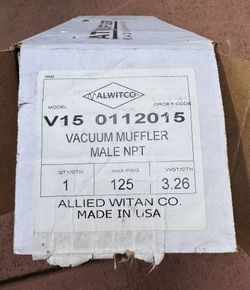 ALWITCO
MODEL ORDER CODE
V15 0112015
VACUUM MUFFLER
MALE NPT
QTY/CTN MAX PSIG WGT/CTN
1 125 3.26
ALLIED WITAN CO.
MADE IN USA